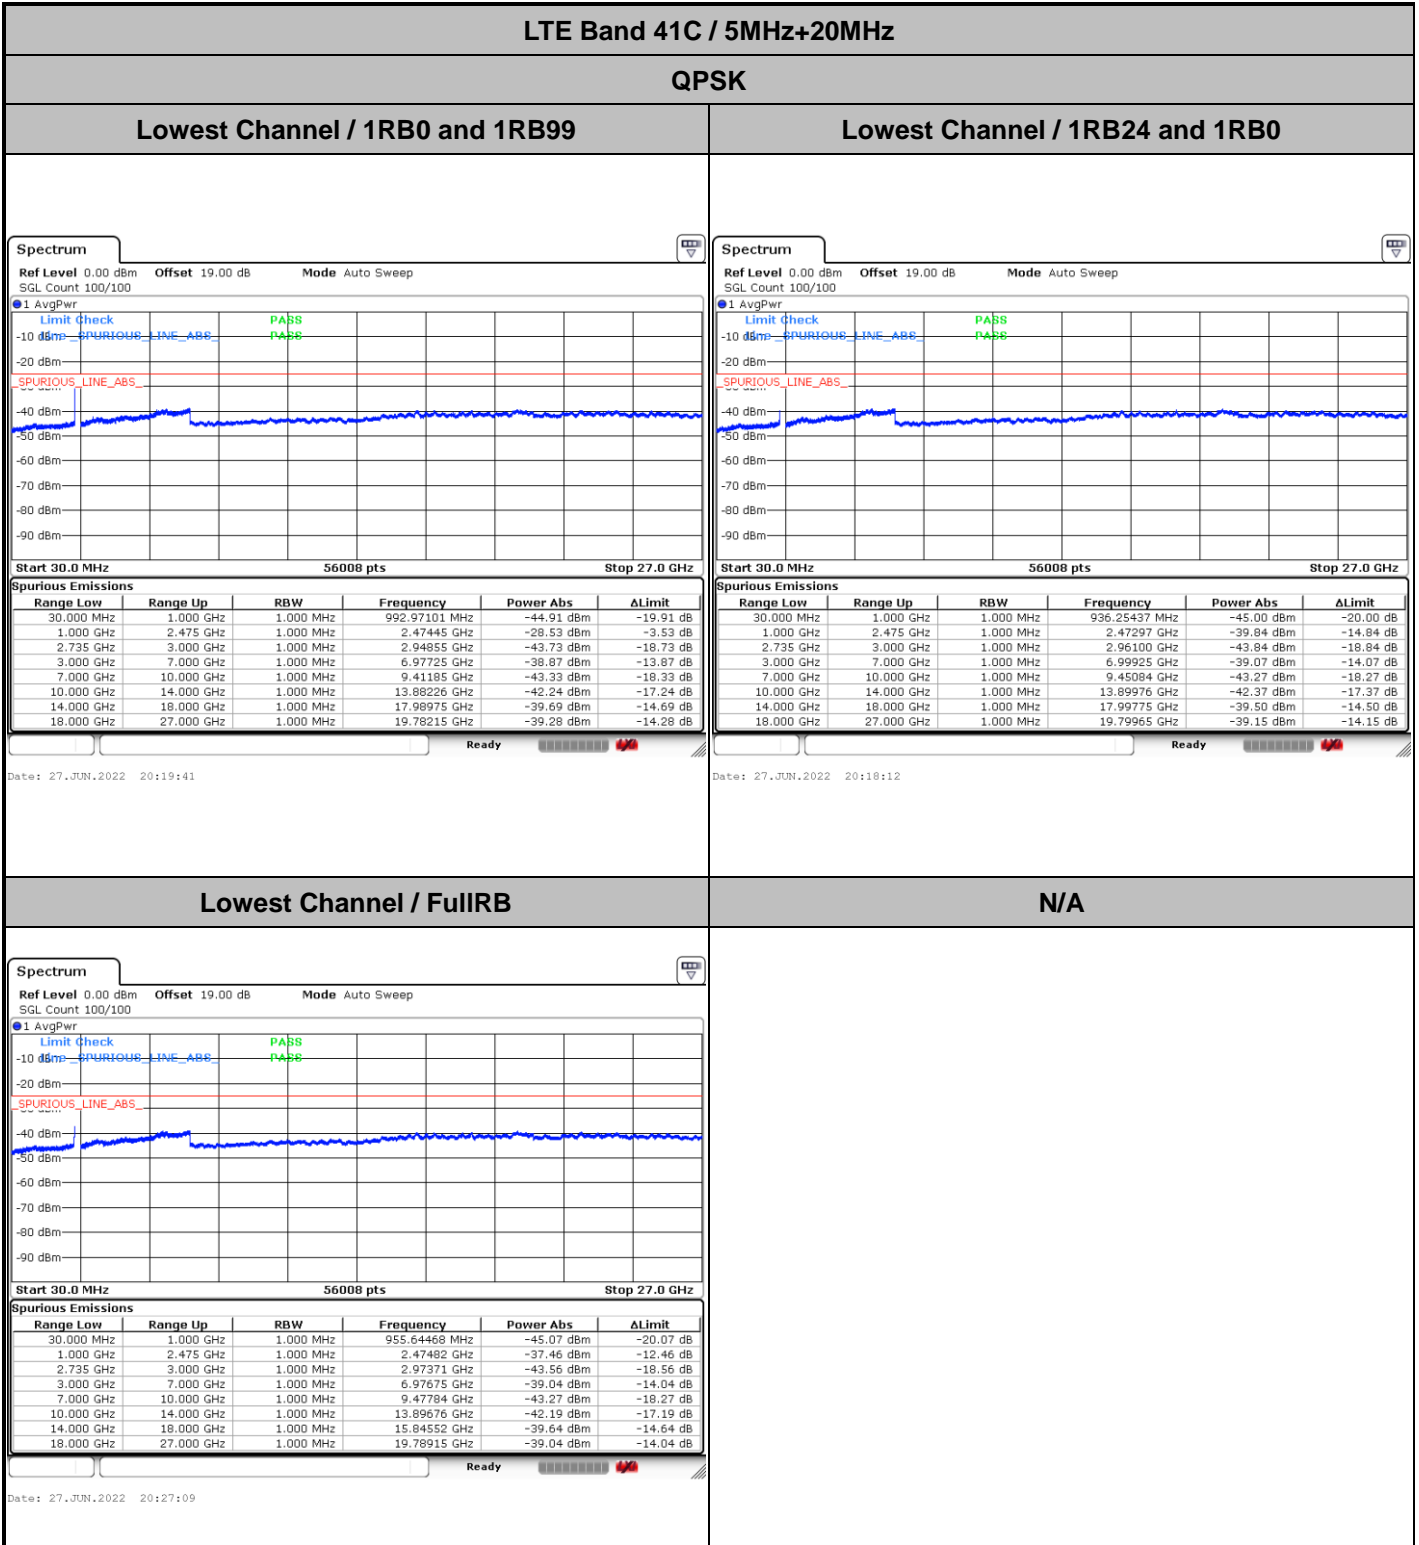 LTE Band 41C / 5MHz+20MHz
QPSK
Lowest Channel / 1RB0 and 1RB99
Lowest Channel / 1RB24 and 1RB0
Spectrum
Ref Level 0.00 dBm Offset 19.00 dB Mode Auto Sweep
SGL Count 100/100
1 AvgPwr
Limit Check PASS
-10 dBm Line _SPURIOUS_LINE_ABS_ PASS
-20 dBm
_SPURIOUS_LINE_ABS_
-40 dBm
-50 dBm
-60 dBm
-70 dBm
-80 dBm
-90 dBm
Start 30.0 MHz 56008 pts Stop 27.0 GHz
Spurious Emissions
Range Low Range Up RBW Frequency Power Abs ΔLimit
30.000 MHz 1.000 GHz 1.000 MHz 992.97101 MHz -44.91 dBm -19.91 dB
1.000 GHz 2.475 GHz 1.000 MHz 2.47445 GHz -28.53 dBm -3.53 dB
2.735 GHz 3.000 GHz 1.000 MHz 2.94855 GHz -43.73 dBm -18.73 dB
3.000 GHz 7.000 GHz 1.000 MHz 6.97725 GHz -38.87 dBm -13.87 dB
7.000 GHz 10.000 GHz 1.000 MHz 9.41185 GHz -43.33 dBm -18.33 dB
10.000 GHz 14.000 GHz 1.000 MHz 13.88226 GHz -42.24 dBm -17.24 dB
14.000 GHz 18.000 GHz 1.000 MHz 17.98975 GHz -39.69 dBm -14.69 dB
18.000 GHz 27.000 GHz 1.000 MHz 19.78215 GHz -39.28 dBm -14.28 dB
Ready
Date: 27.JUN.2022 20:19:41
Spectrum
Ref Level 0.00 dBm Offset 19.00 dB Mode Auto Sweep
SGL Count 100/100
1 AvgPwr
Limit Check PASS
-10 dBm Line _SPURIOUS_LINE_ABS_ PASS
-20 dBm
_SPURIOUS_LINE_ABS_
-40 dBm
-50 dBm
-60 dBm
-70 dBm
-80 dBm
-90 dBm
Start 30.0 MHz 56008 pts Stop 27.0 GHz
Spurious Emissions
Range Low Range Up RBW Frequency Power Abs ΔLimit
30.000 MHz 1.000 GHz 1.000 MHz 936.25437 MHz -45.00 dBm -20.00 dB
1.000 GHz 2.475 GHz 1.000 MHz 2.47297 GHz -39.84 dBm -14.84 dB
2.735 GHz 3.000 GHz 1.000 MHz 2.96100 GHz -43.84 dBm -18.84 dB
3.000 GHz 7.000 GHz 1.000 MHz 6.99925 GHz -39.07 dBm -14.07 dB
7.000 GHz 10.000 GHz 1.000 MHz 9.45084 GHz -43.27 dBm -18.27 dB
10.000 GHz 14.000 GHz 1.000 MHz 13.89976 GHz -42.37 dBm -17.37 dB
14.000 GHz 18.000 GHz 1.000 MHz 17.99775 GHz -39.50 dBm -14.50 dB
18.000 GHz 27.000 GHz 1.000 MHz 19.79965 GHz -39.15 dBm -14.15 dB
Ready
Date: 27.JUN.2022 20:18:12
Lowest Channel / FullRB
N/A
Spectrum
Ref Level 0.00 dBm Offset 19.00 dB Mode Auto Sweep
SGL Count 100/100
1 AvgPwr
Limit Check PASS
-10 dBm Line _SPURIOUS_LINE_ABS_ PASS
-20 dBm
_SPURIOUS_LINE_ABS_
-40 dBm
-50 dBm
-60 dBm
-70 dBm
-80 dBm
-90 dBm
Start 30.0 MHz 56008 pts Stop 27.0 GHz
Spurious Emissions
Range Low Range Up RBW Frequency Power Abs ΔLimit
30.000 MHz 1.000 GHz 1.000 MHz 955.64468 MHz -45.07 dBm -20.07 dB
1.000 GHz 2.475 GHz 1.000 MHz 2.47482 GHz -37.46 dBm -12.46 dB
2.735 GHz 3.000 GHz 1.000 MHz 2.97371 GHz -43.56 dBm -18.56 dB
3.000 GHz 7.000 GHz 1.000 MHz 6.97675 GHz -39.04 dBm -14.04 dB
7.000 GHz 10.000 GHz 1.000 MHz 9.47784 GHz -43.27 dBm -18.27 dB
10.000 GHz 14.000 GHz 1.000 MHz 13.89676 GHz -42.19 dBm -17.19 dB
14.000 GHz 18.000 GHz 1.000 MHz 15.84552 GHz -39.64 dBm -14.64 dB
18.000 GHz 27.000 GHz 1.000 MHz 19.78915 GHz -39.04 dBm -14.04 dB
Ready
Date: 27.JUN.2022 20:27:09